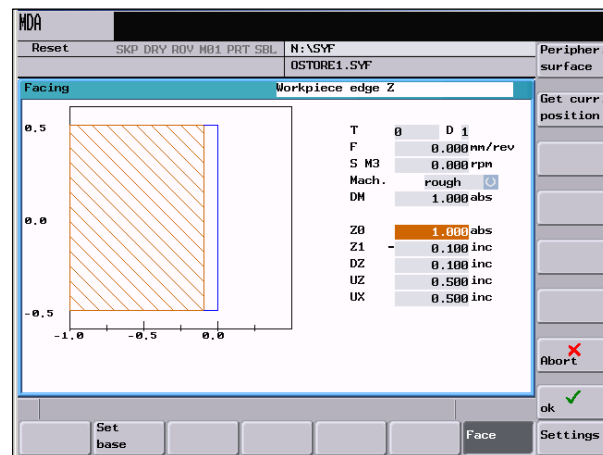 MDA
Reset SKP DRY ROV M01 PRT SBL N:\SYF
OSTORE1.SYF
Facing Workpiece edge Z
T 0 D 1
F 0.000 mm/rev
S M3 0.000 rpm
Mach. rough
DM 1.000 abs
Z0 1.000 abs
Z1 - 0.100 inc
DZ 0.100 inc
UZ 0.500 inc
UX 0.500 inc
0.5
0.0
-0.5
-1.0 -0.5 0.0
Peripher
surface
Get curr
position
Abort
ok
Set
base
Face
Settings